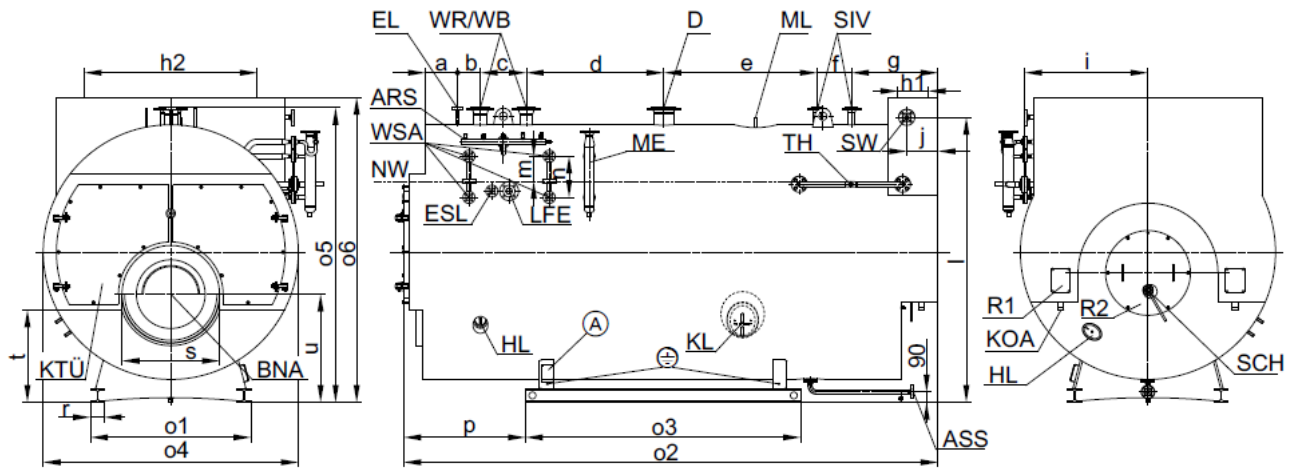 EL WR/WB D ML SIV
h2
a b c d e f g
h1
i
ARS
WSA
NW
m n
ME
TH
SW
j
ESL LFE
o5 o6
l
t
KTÜ
s
u
BNA
r
o1
o4
HL
A
KL
90
p
o3
o2
ASS
R1
R2
KOA
HL
SCH